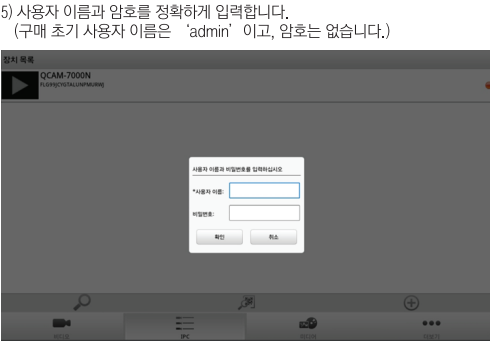 5) 사용자 이름과 암호를 정확하게 입력합니다.
(구매 초기 사용자 이름은 ‘admin’ 이고, 암호는 없습니다.)
장치 목록
QCAM-7000N
사용자 이름과 비밀번호를 입력하십시오
*사용자 이름:
비밀번호:
확인
취소
IPC